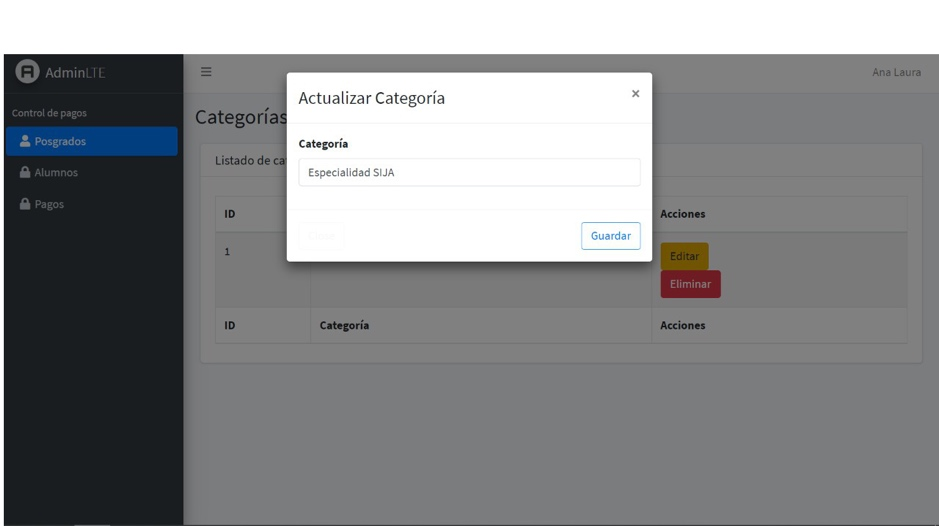 AdminLTE
Ana Laura
Control de pagos
Posgrados
Alumnos
Pagos
Categorías
Listado de ca
Actualizar Categoría
×
Categoría
Especialidad SIJA
Close
Guardar
ID
Acciones
1
Editar
Eliminar
ID Categoría Acciones